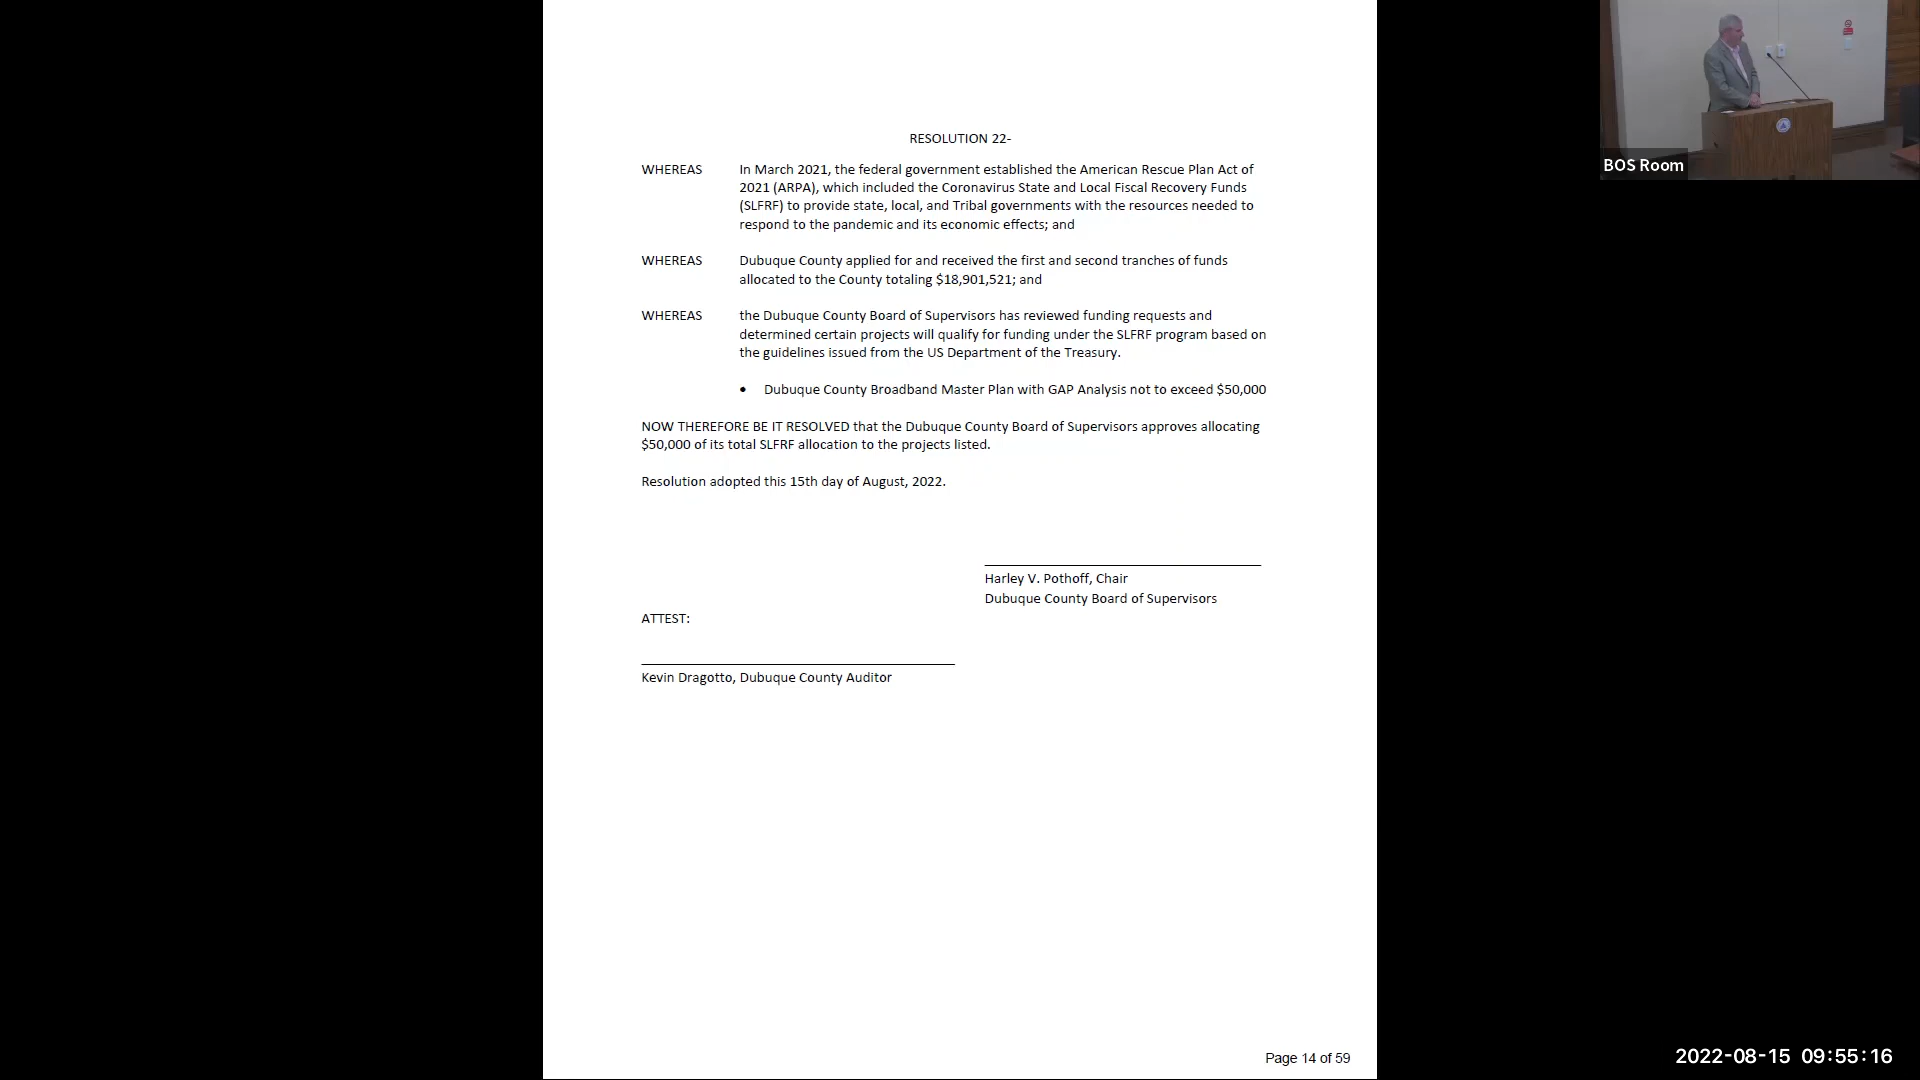 RESOLUTION 22-
WHEREAS In March 2021, the federal government established the American Rescue Plan Act of
2021 (ARPA), which included the Coronavirus State and Local Fiscal Recovery Funds
(SLFRF) to provide state, local, and Tribal governments with the resources needed to
respond to the pandemic and its economic effects; and
WHEREAS Dubuque County applied for and received the first and second tranches of funds
allocated to the County totaling $18,901,521; and
WHEREAS the Dubuque County Board of Supervisors has reviewed funding requests and
determined certain projects will qualify for funding under the SLFRF program based on
the guidelines issued from the US Department of the Treasury.
• Dubuque County Broadband Master Plan with GAP Analysis not to exceed $50,000
NOW THEREFORE BE IT RESOLVED that the Dubuque County Board of Supervisors approves allocating
$50,000 of its total SLFRF allocation to the projects listed.
Resolution adopted this 15th day of August, 2022.
Harley V. Pothoff, Chair
Dubuque County Board of Supervisors
ATTEST:
Kevin Dragotto, Dubuque County Auditor
Page 14 of 59
BOS Room
2022-08-15 09:55:16